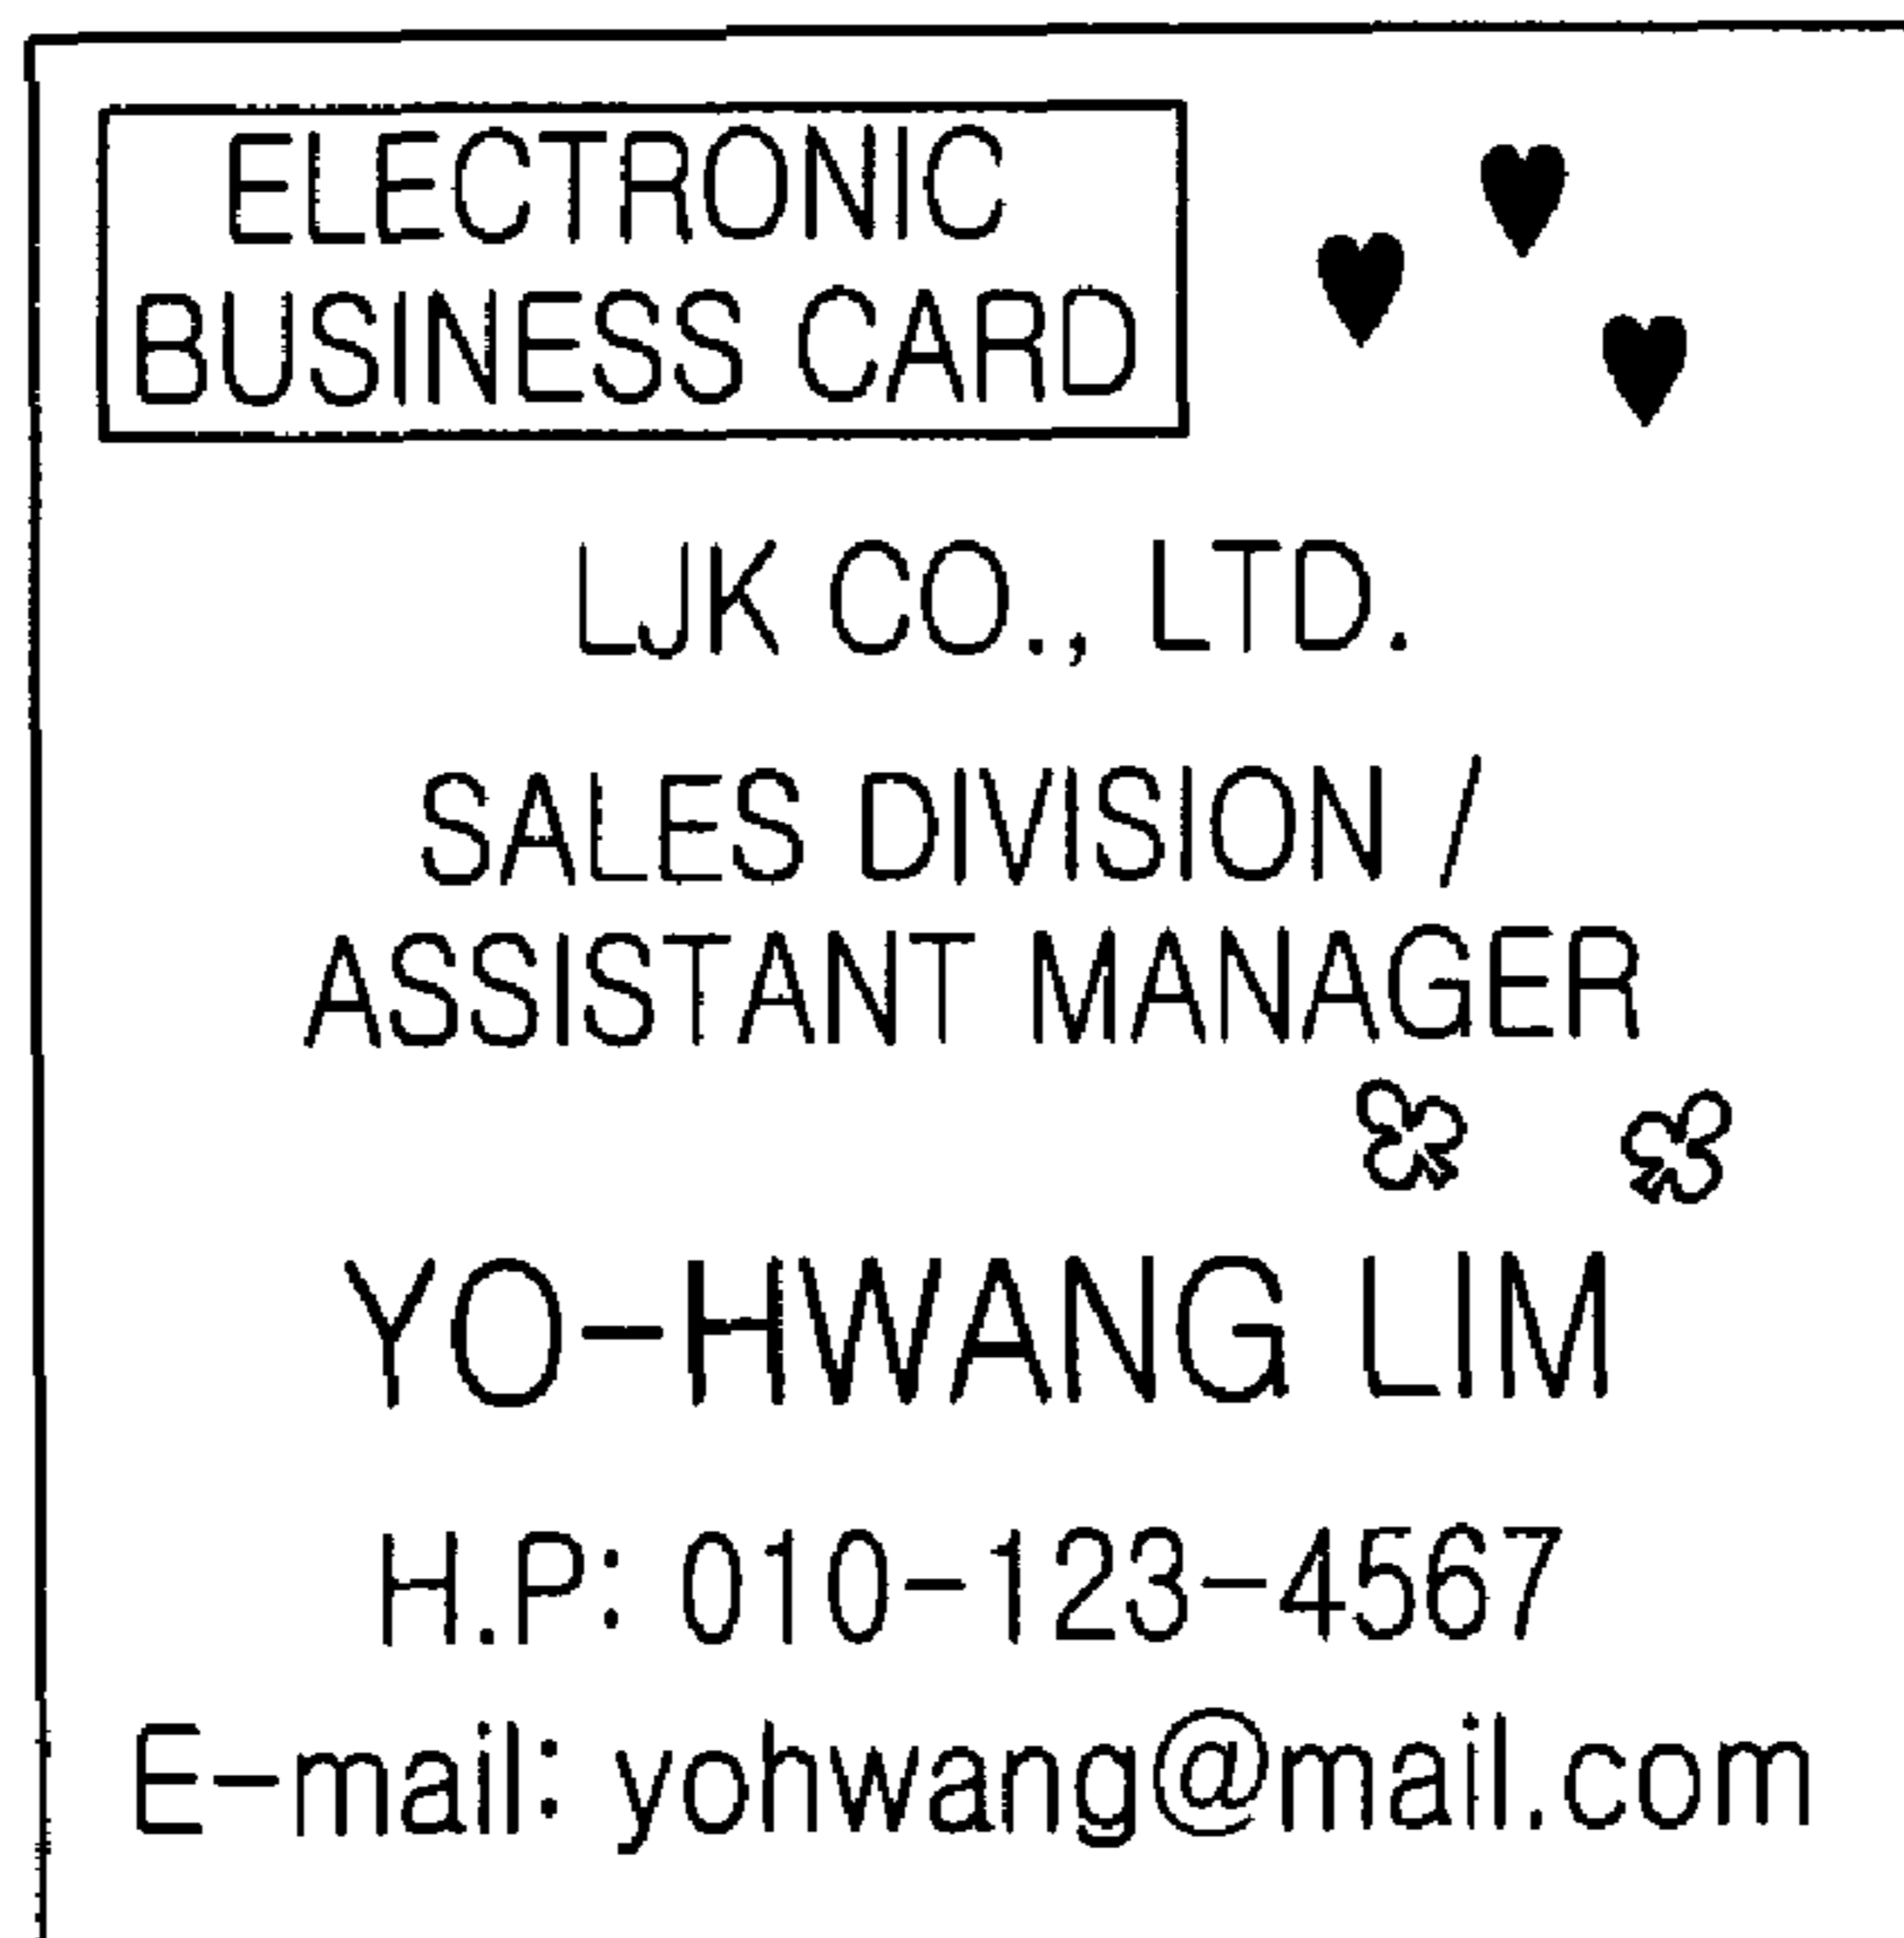 ELECTRONIC
BUSINESS CARD
LJK CO., LTD.
SALES DIVISION /
ASSISTANT MANAGER
YO-HWANG LIM
H.P: 010-123-4567
E-mail: yohwang@mail.com